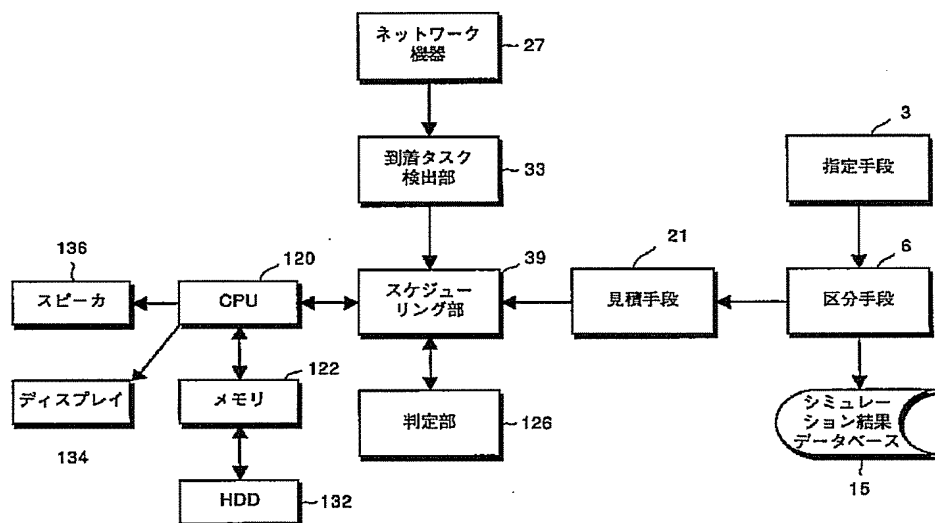 ネットワーク
機器
27
到着タスク
検出部
33
3
指定手段
136
スピーカ
120
CPU
39
スケジュー
リング部
21
見積手段
6
区分手段
ディスプレイ
134
122
メモリ
判定部
126
シミュレー
ション結果
データベース
15
HDD
132